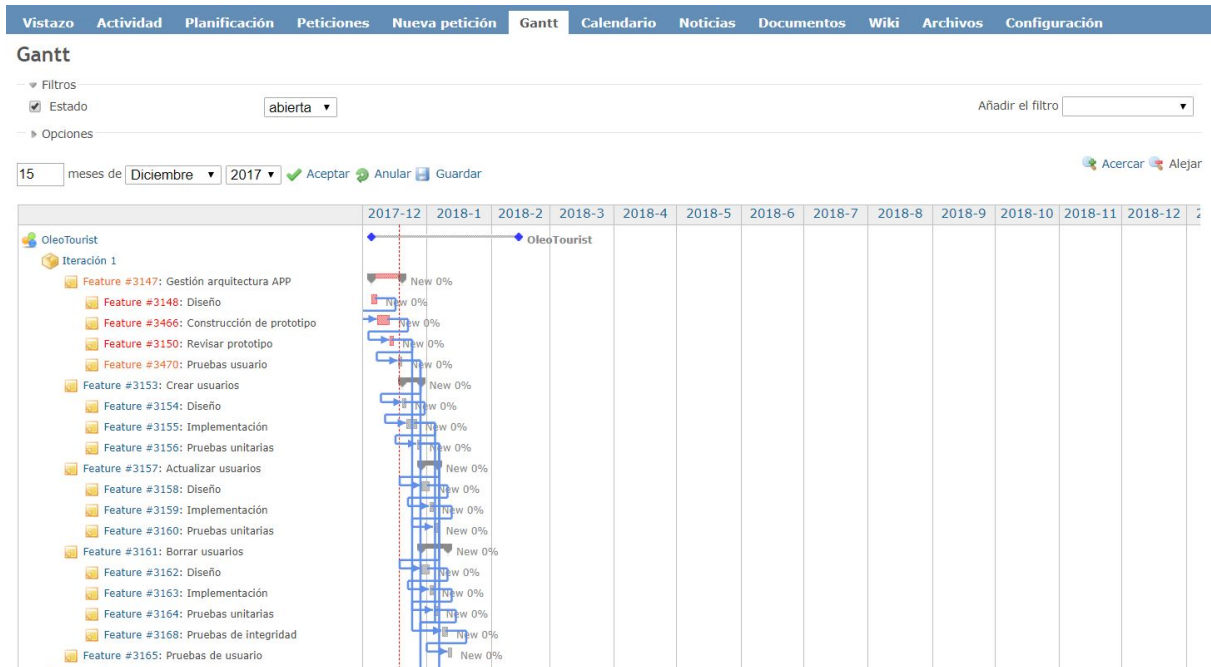 Vistazo Actividad Planificación Peticiones Nueva petición Gantt Calendario Noticias Documentos Wiki Archivos Configuración
Gantt
Filtros
Estado abierta Añadir el filtro
Opciones
15 meses de Diciembre 2017 Aceptar Anular Guardar Acercar Alejar
2017-12 2018-1 2018-2 2018-3 2018-4 2018-5 2018-6 2018-7 2018-8 2018-9 2018-10 2018-11 2018-12
OleoTourist OleoTourist
Iteración 1
Feature #3147: Gestión arquitectura APP New 0%
Feature #3148: Diseño New 0%
Feature #3466: Construcción de prototipo New 0%
Feature #3150: Revisar prototipo New 0%
Feature #3470: Pruebas usuario New 0%
Feature #3153: Crear usuarios New 0%
Feature #3154: Diseño New 0%
Feature #3155: Implementación New 0%
Feature #3156: Pruebas unitarias New 0%
Feature #3157: Actualizar usuarios New 0%
Feature #3158: Diseño New 0%
Feature #3159: Implementación New 0%
Feature #3160: Pruebas unitarias New 0%
Feature #3161: Borrar usuarios New 0%
Feature #3162: Diseño New 0%
Feature #3163: Implementación New 0%
Feature #3164: Pruebas unitarias New 0%
Feature #3168: Pruebas de integridad New 0%
Feature #3165: Pruebas de usuario New 0%